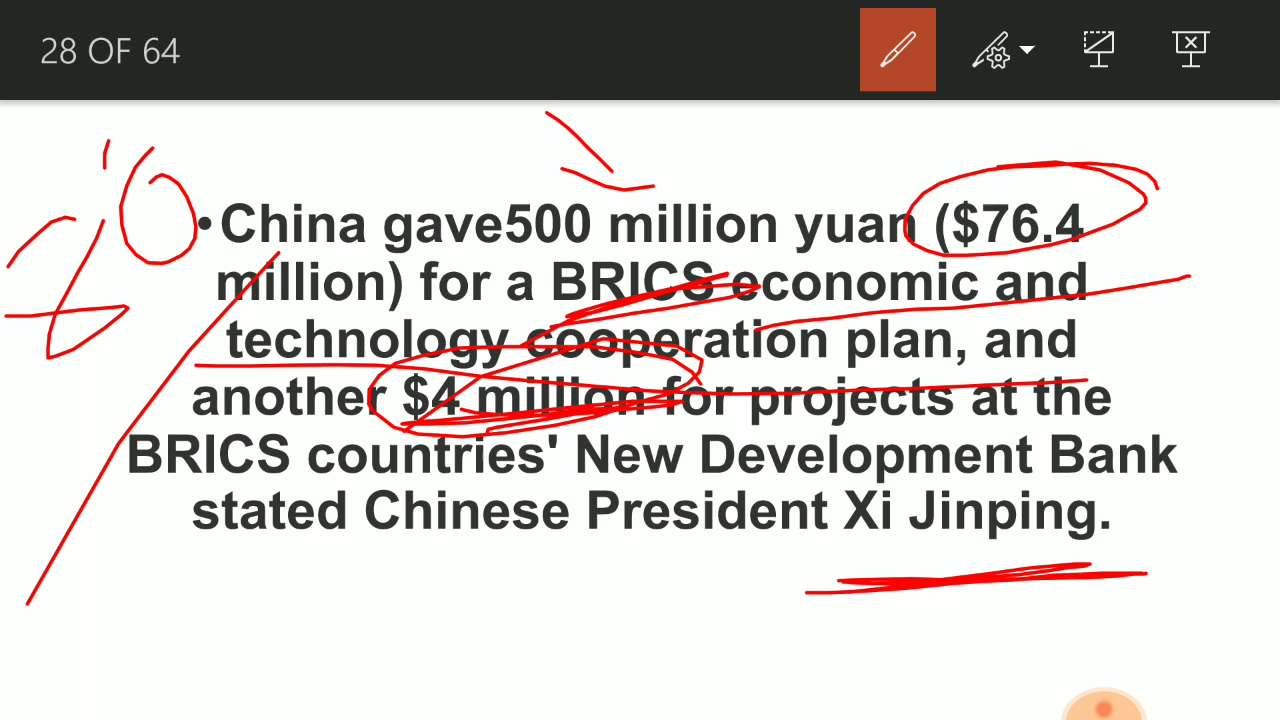 28 OF 64
•China gave500 million yuan ($76.4
million) for a BRICS economic and
technology cooperation plan, and
another $4 million for projects at the
BRICS countries' New Development Bank
stated Chinese President Xi Jinping.